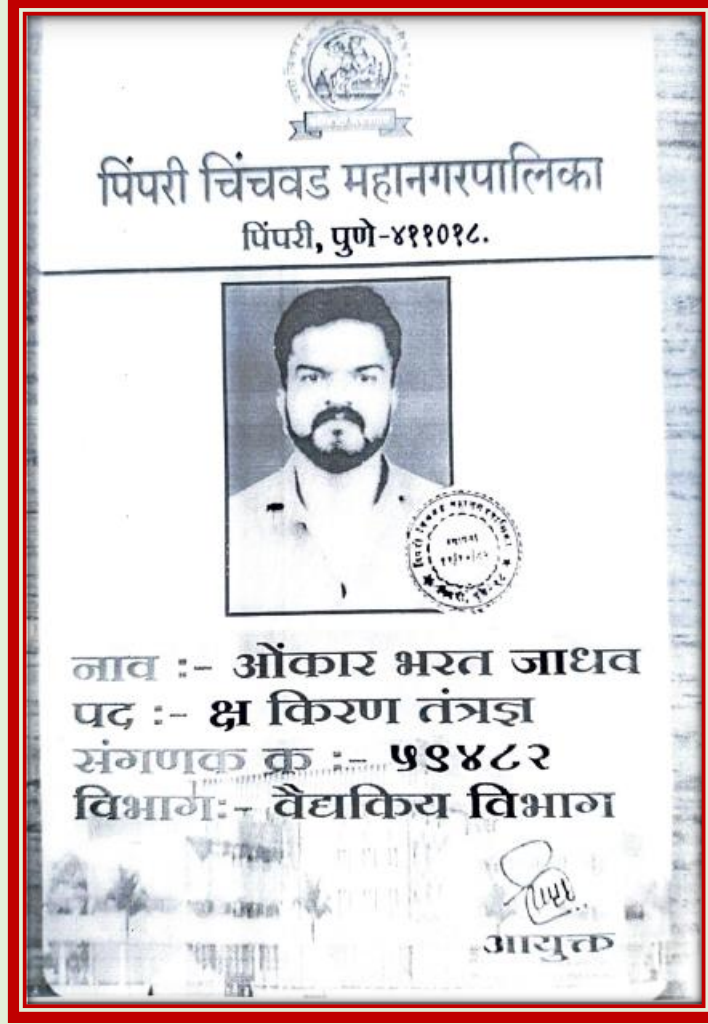 पिंपरी चिंचवड महानगरपालिका
पिंपरी, पुणे-४११०१८.
नाव :- ओंकार भरत जाधव
पद :- क्ष किरण तंत्रज्ञ
संगणक क्र :- ५९४८२
विभाग:- वैद्यकिय विभाग
आयुक्त